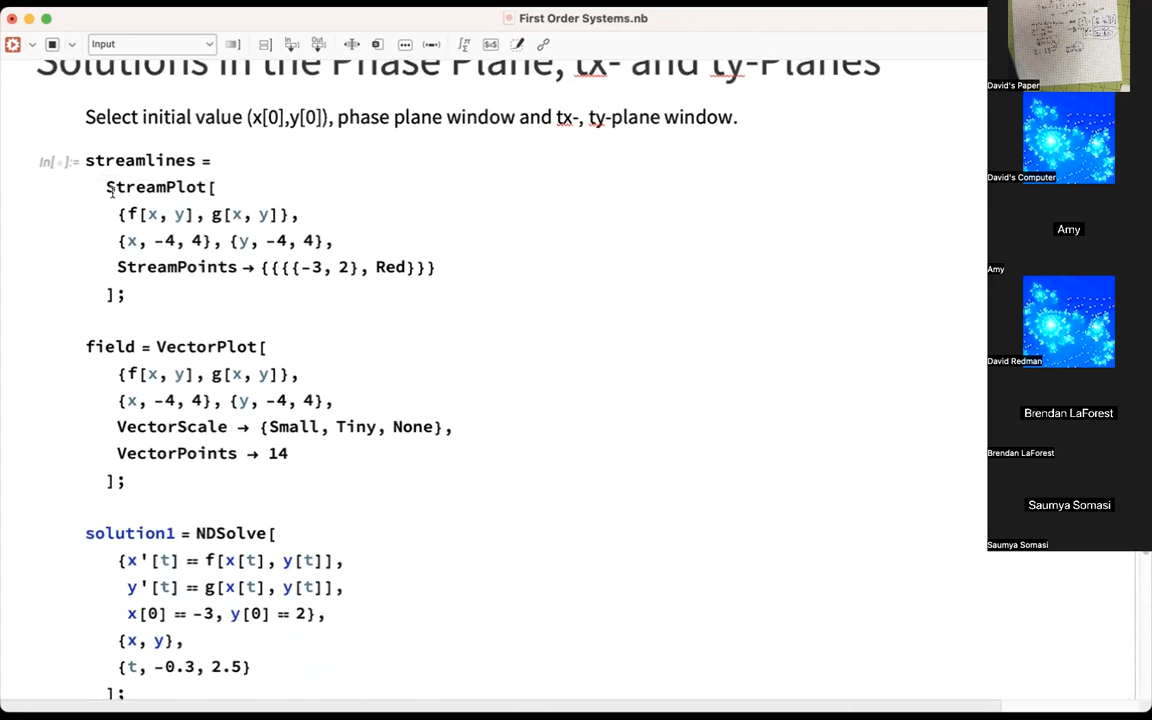 First Order Systems.nb
Input
Solutions in the Phase Plane, tx- and ty-Planes
Select initial value (x[0],y[0]), phase plane window and tx-, ty-plane window.
In[ ]:= streamlines =
StreamPlot[
{f[x, y], g[x, y]},
{x, -4, 4}, {y, -4, 4},
StreamPoints → {{{{-3, 2}, Red}}}
];
field = VectorPlot[
{f[x, y], g[x, y]},
{x, -4, 4}, {y, -4, 4},
VectorScale → {Small, Tiny, None},
VectorPoints → 14
];
solution1 = NDSolve[
{x'[t] == f[x[t], y[t]],
y'[t] == g[x[t], y[t]],
x[0] == -3, y[0] == 2},
{x, y},
{t, -0.3, 2.5}
];
David's Paper
David's Computer
Amy
Amy
David Redman
Brendan LaForest
Brendan LaForest
Saumya Somasi
Saumya Somasi